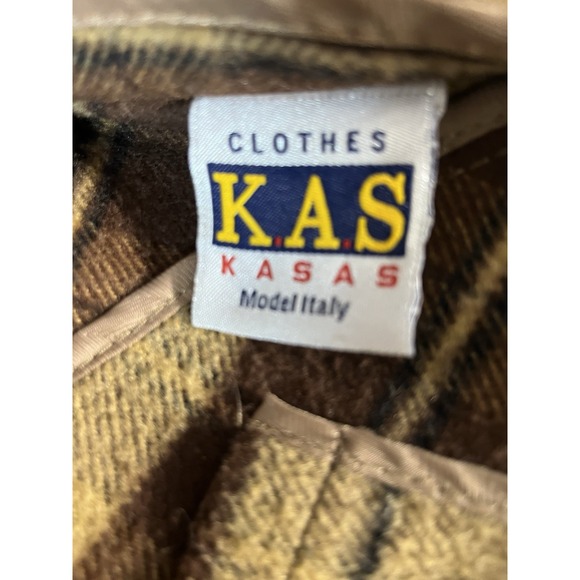 CLOTHES
K.A.S
KASAS
Model Italy